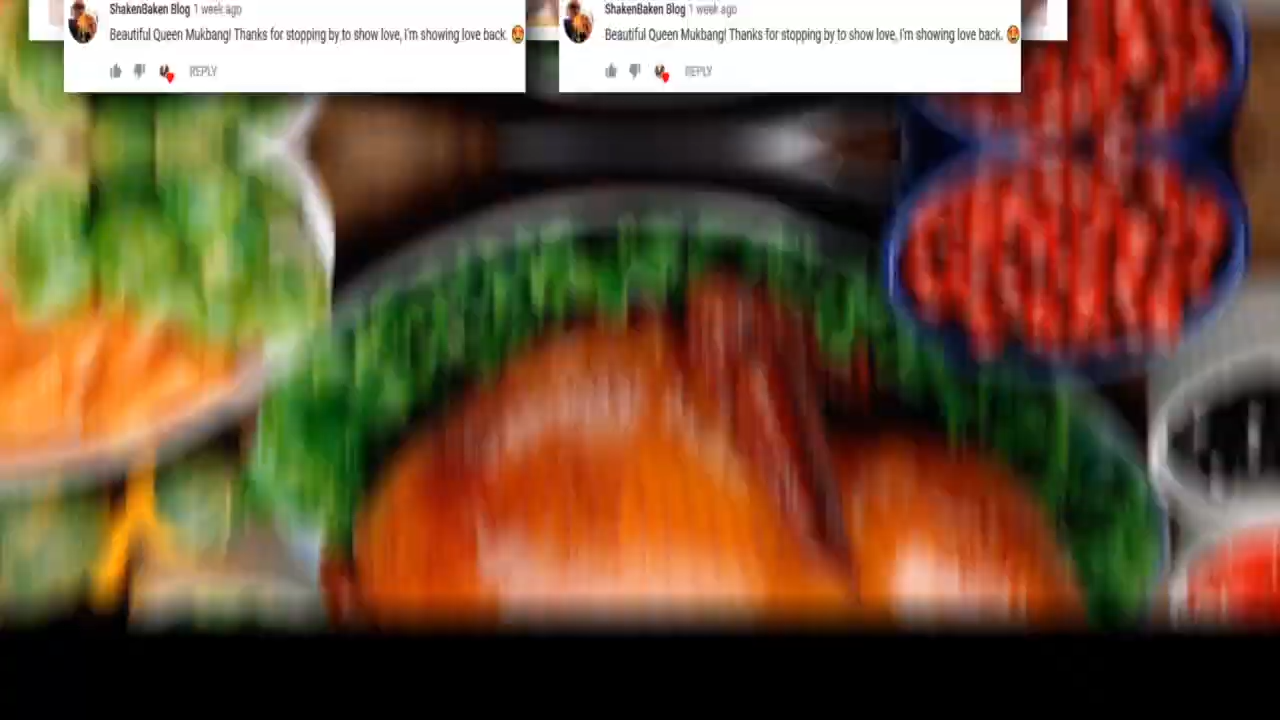 ShakenBaken Blog 1 week ago
Beautiful Queen Mukbang! Thanks for stopping by to show love, i'm showing love back. 🤩
REPLY
ShakenBaken Blog 1 week ago
Beautiful Queen Mukbang! Thanks for stopping by to show love, i'm showing love back. 🤩
REPLY